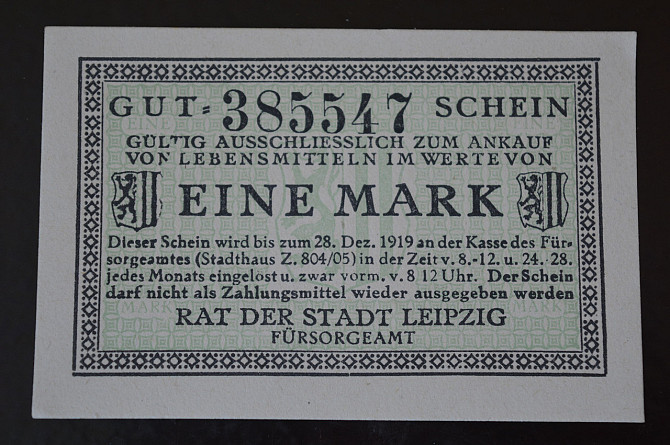 GUT= 385547 SCHEIN
GÜLTIG AUSSCHLIESSLICH ZUM ANKAUF
VON LEBENSMITTELN IM WERTE VON
EINE MARK
Dieser Schein wird bis zum 28. Dez. 1919 an der Kasse des Für-
sorgeamtes (Stadthaus Z. 804/05) in der Zeit v. 8.-12. u. 24.-28.
jedes Monats eingelöst u. zwar vorm. v. 8 12 Uhr. Der Schein
darf nicht als Zahlungsmittel wieder ausgegeben werden
MARK MARK
RAT DER STADT LEIPZIG
FÜRSORGEAMT